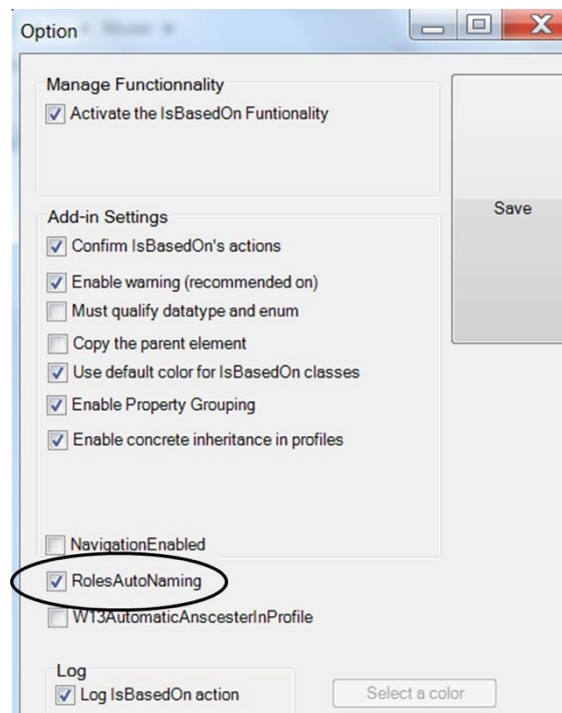 Option
Manage Functionnality
Activate the IsBasedOn Funtionality
Save
Add-in Settings
Confirm IsBasedOn's actions
Enable warning (recommended on)
Must qualify datatype and enum
Copy the parent element
Use default color for IsBasedOn classes
Enable Property Grouping
Enable concrete inheritance in profiles
NavigationEnabled
RolesAutoNaming
W13AutomaticAnscesterInProfile
Log
Log IsBasedOn action
Select a color